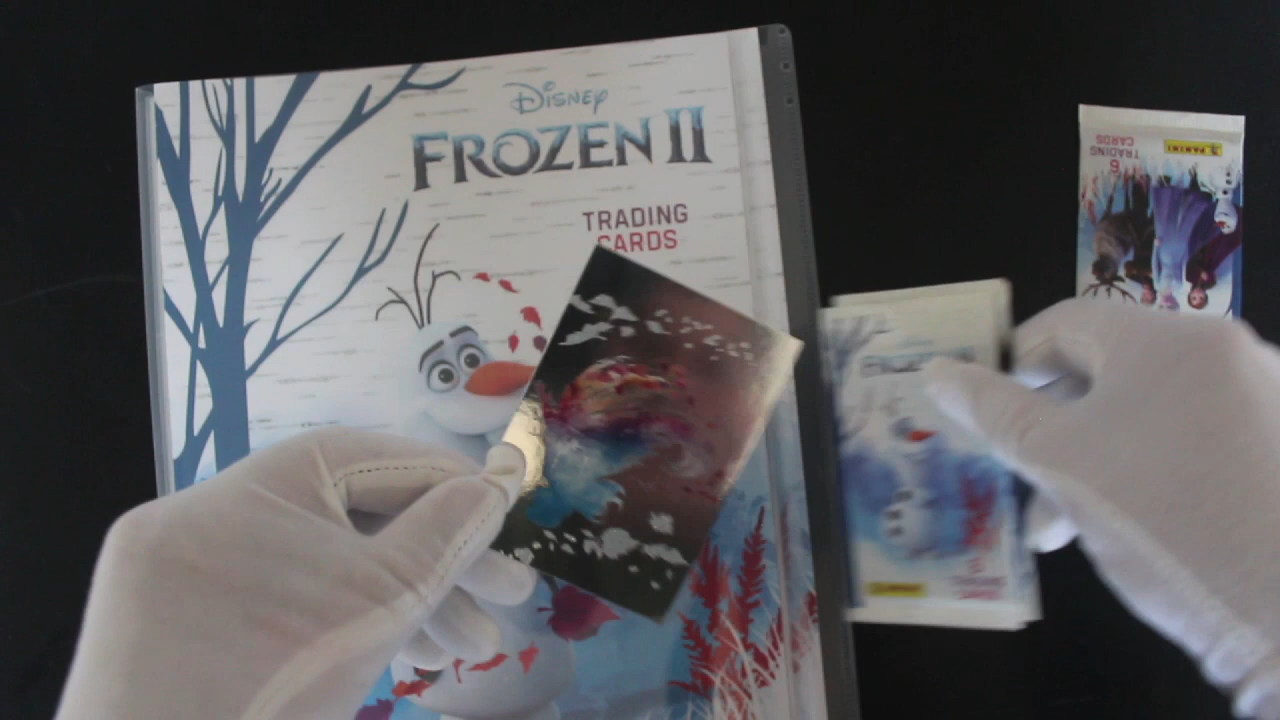 DISNEY
FROZEN II
TRADING
CARDS
PANINI
6
TRADING
CARDS